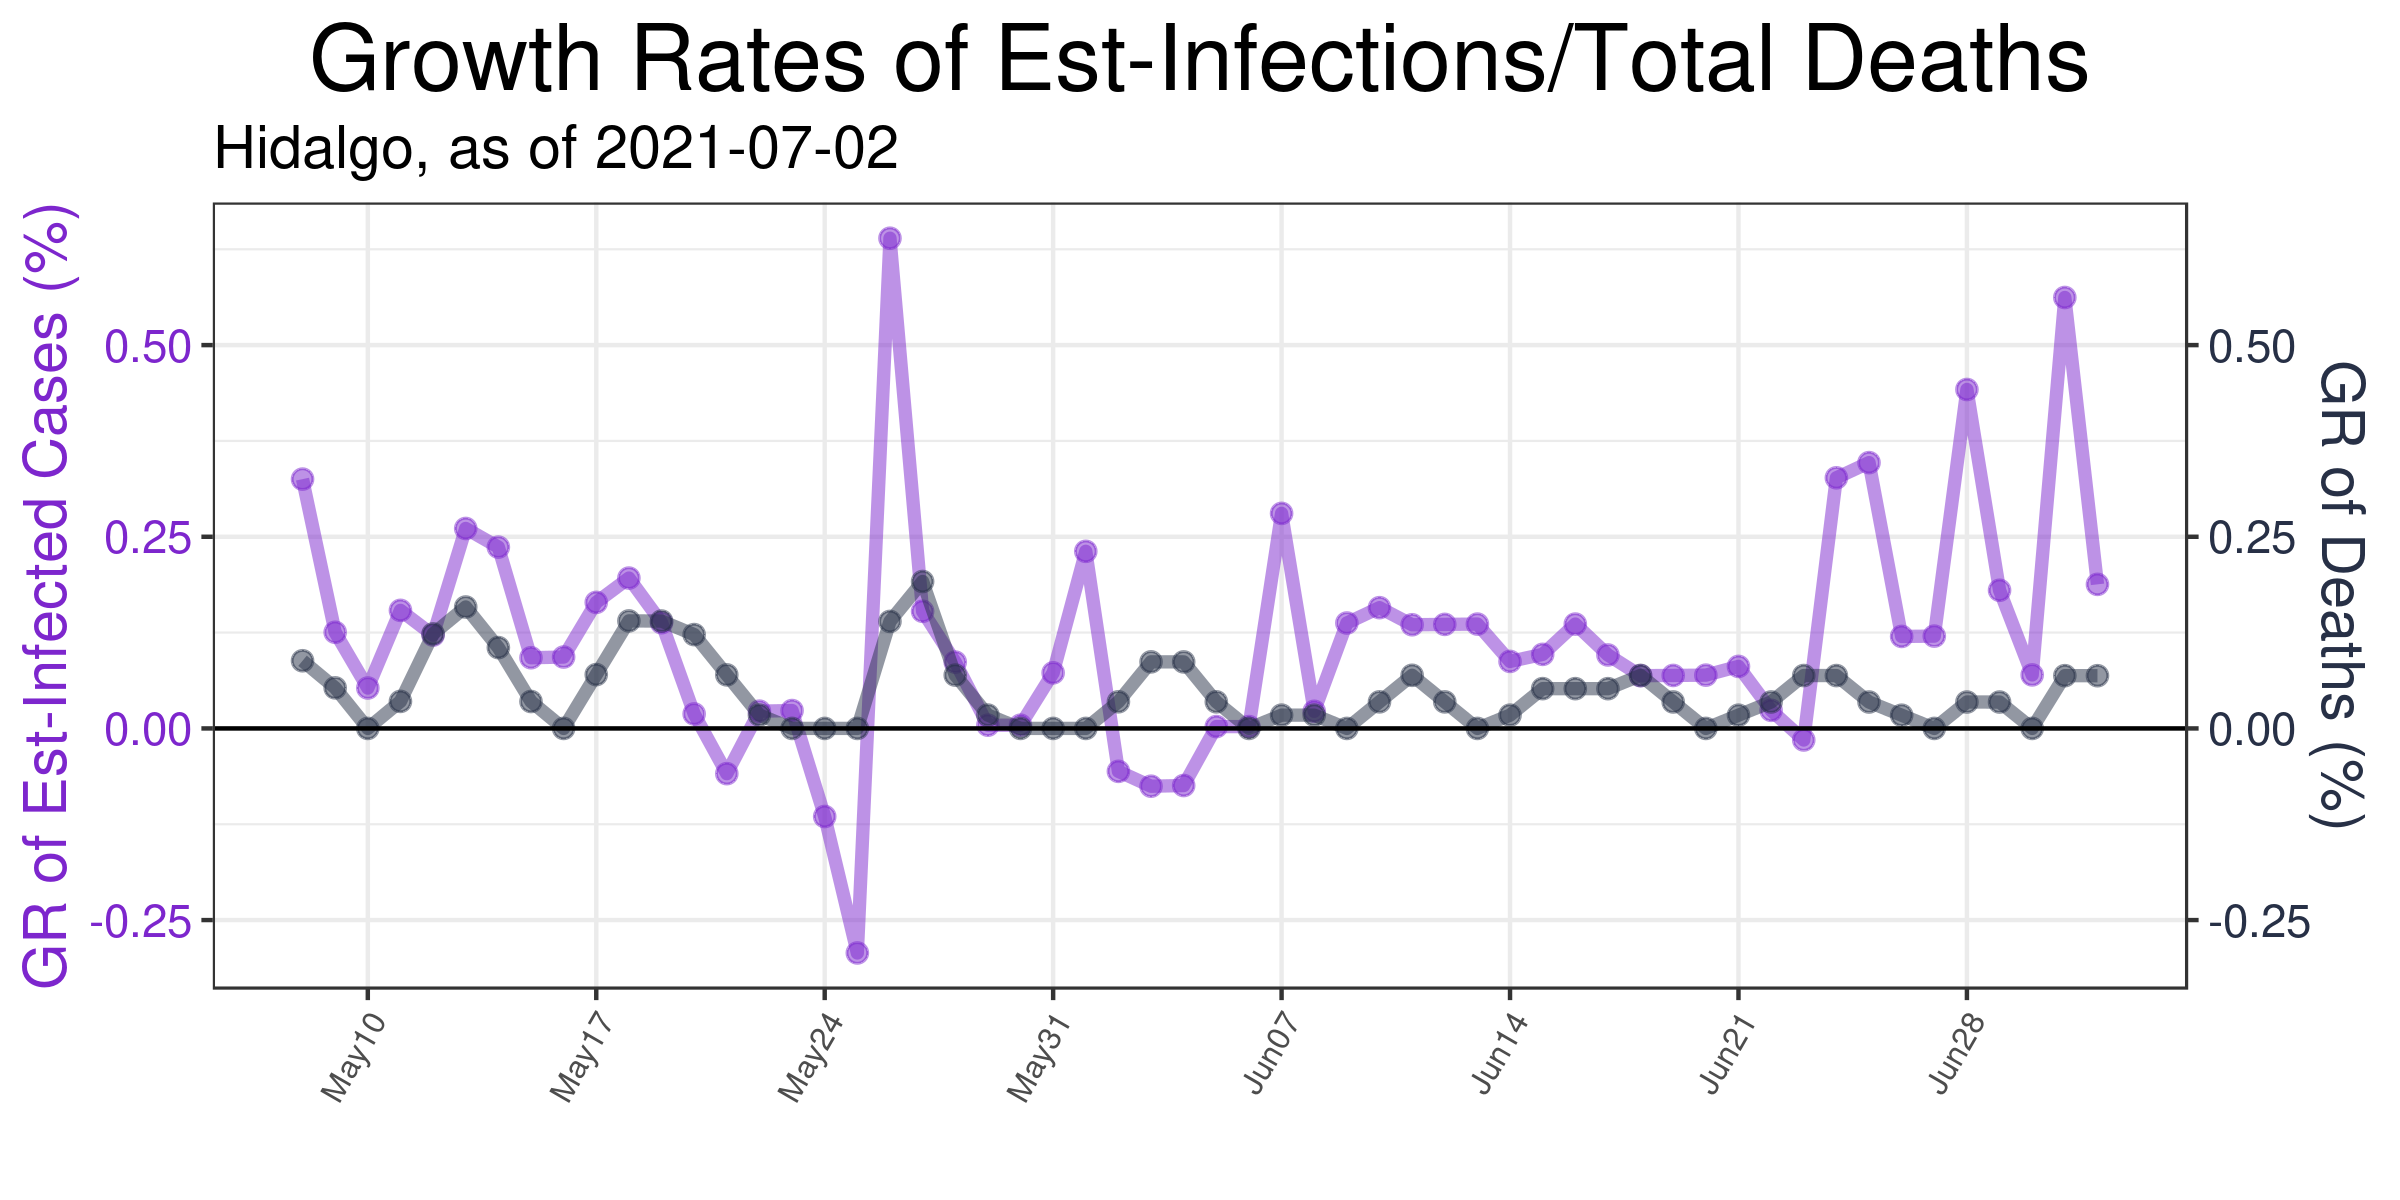 Growth Rates of Est-Infections/Total Deaths
Hidalgo, as of 2021-07-02
GR of Est-Infected Cases (%)
0.50
0.25
0.00
-0.25
0.50
0.25
0.00
-0.25
GR of Deaths (%)
May10
May17
May24
May31
Jun07
Jun14
Jun21
Jun28